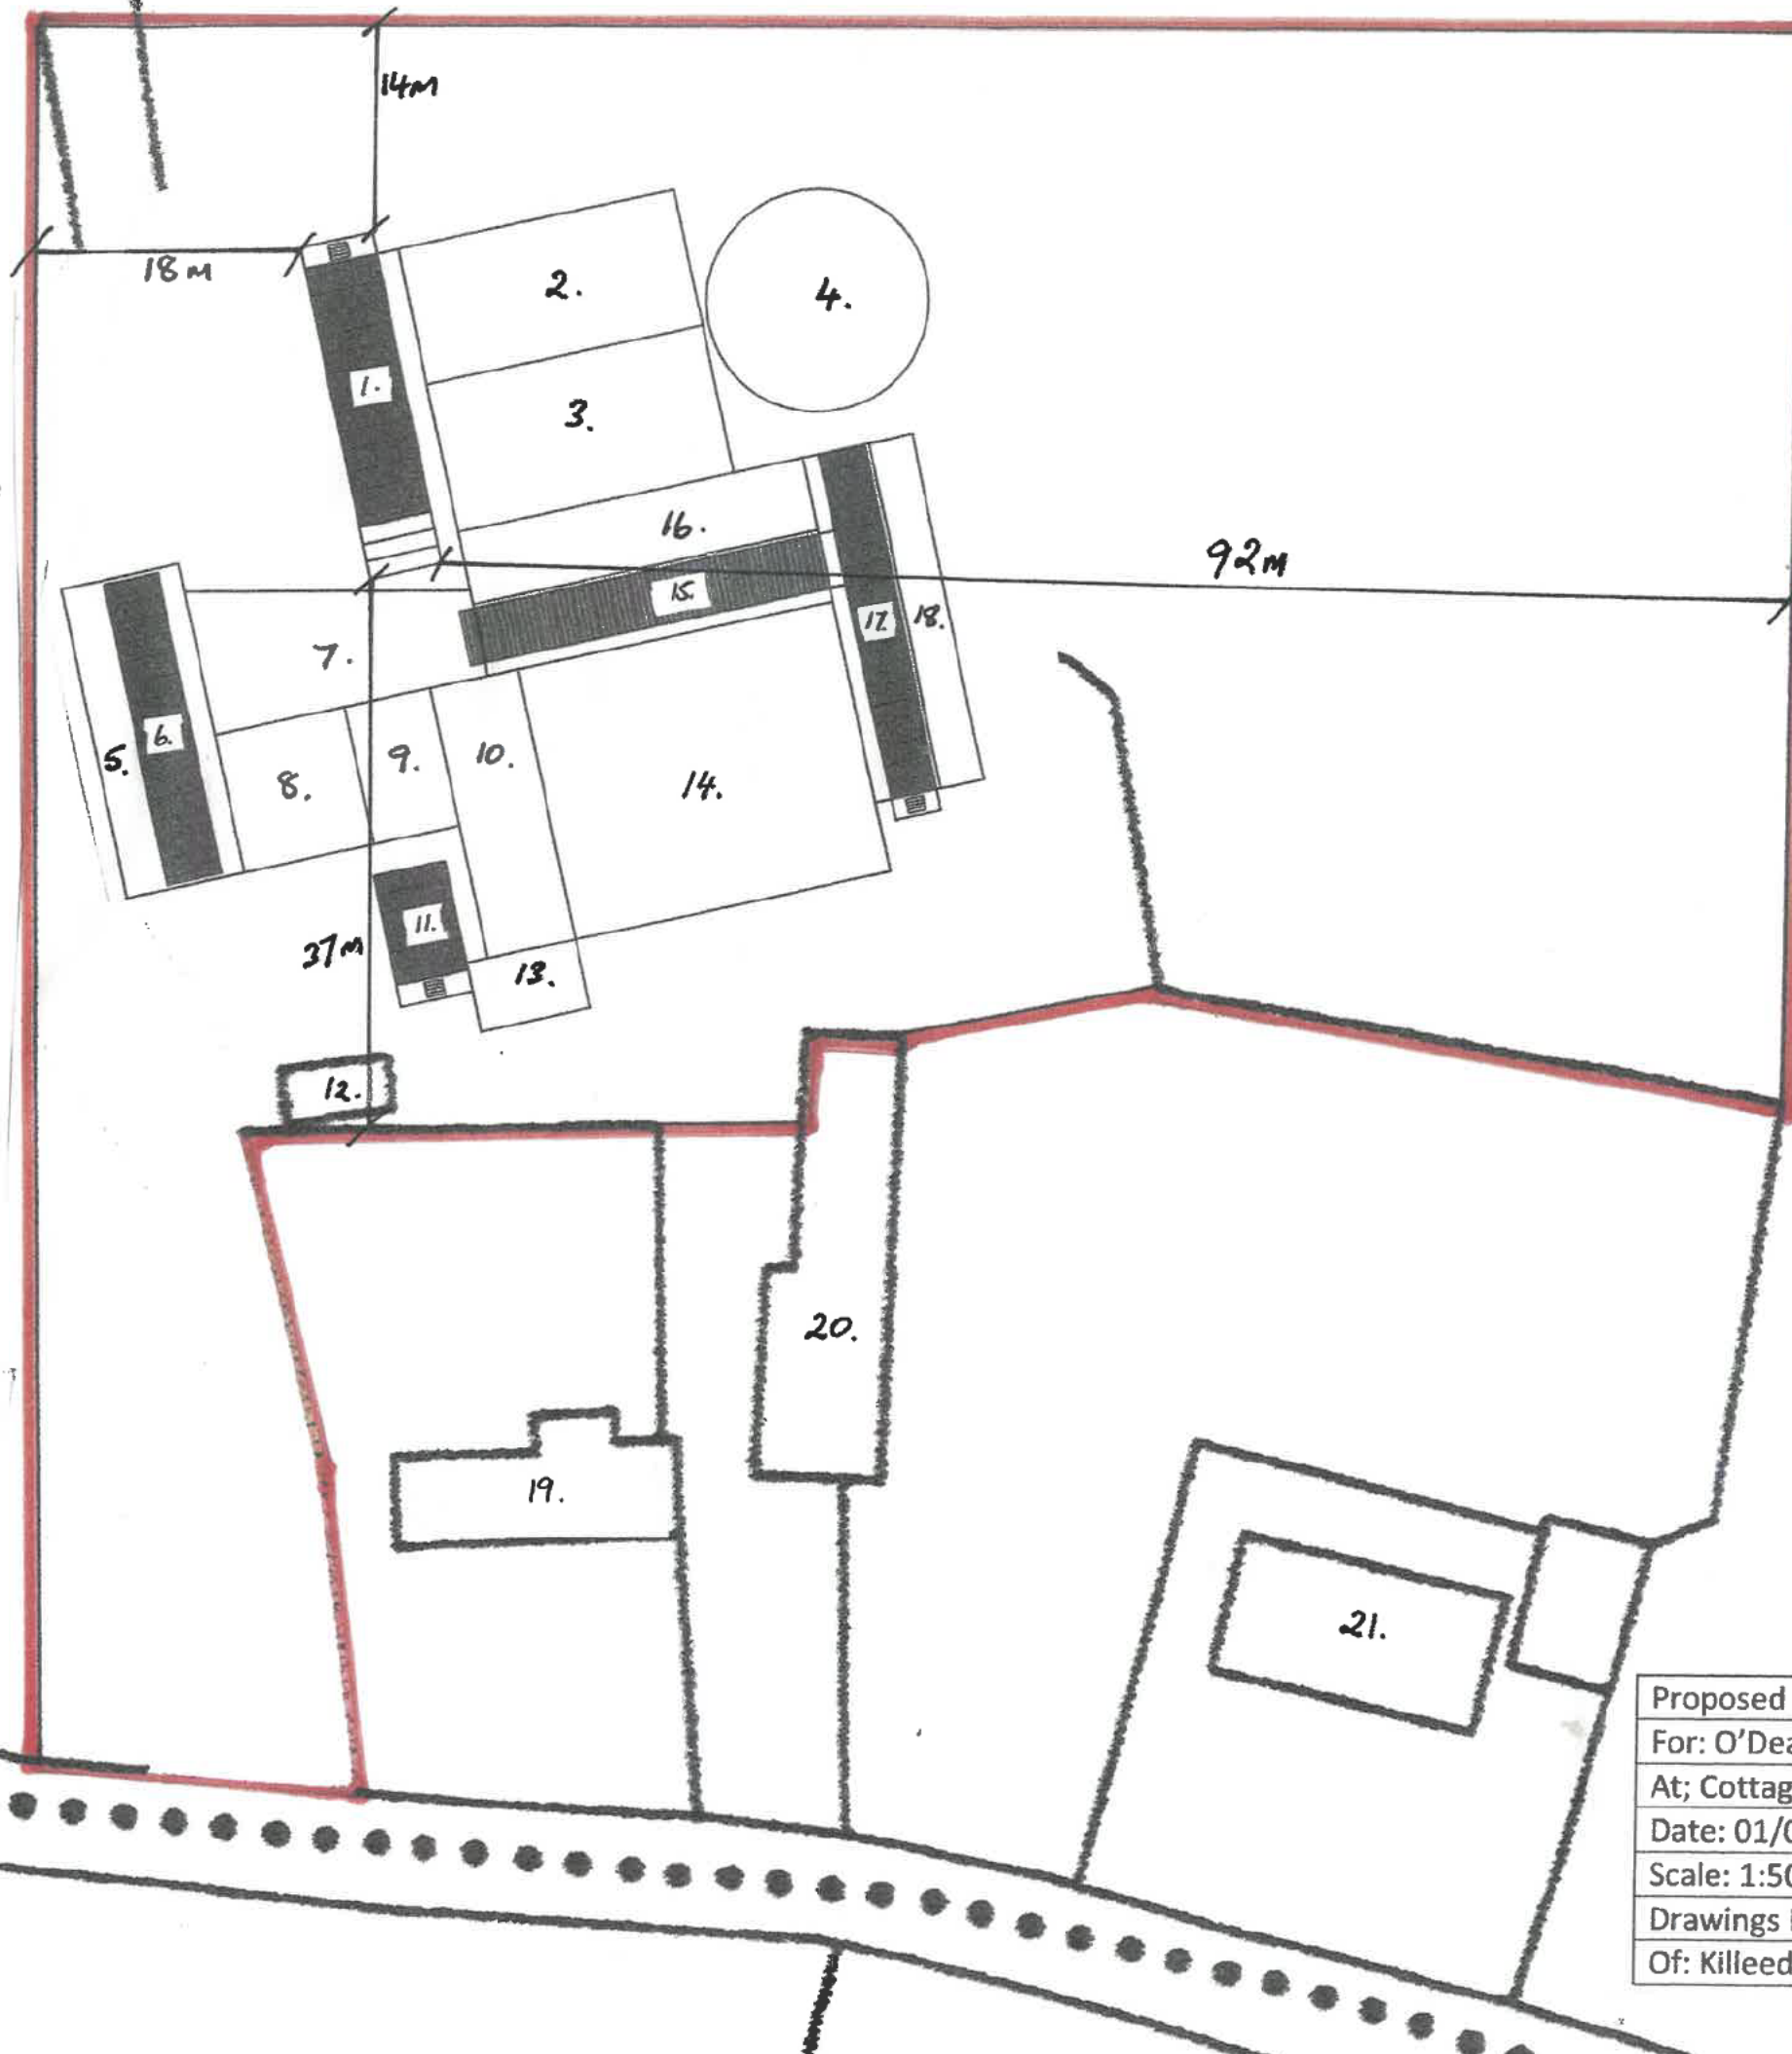 14M
18M
2.
4.
1.
3.
16.
92M
15.
17.
18.
7.
6.
5.
9.
10.
8.
14.
11.
37M
13.
12.
20.
19.
21.
Proposed
For: O'Dea
At; Cottag
Date: 01/0
Scale: 1:50
Drawings
Of: Killeed